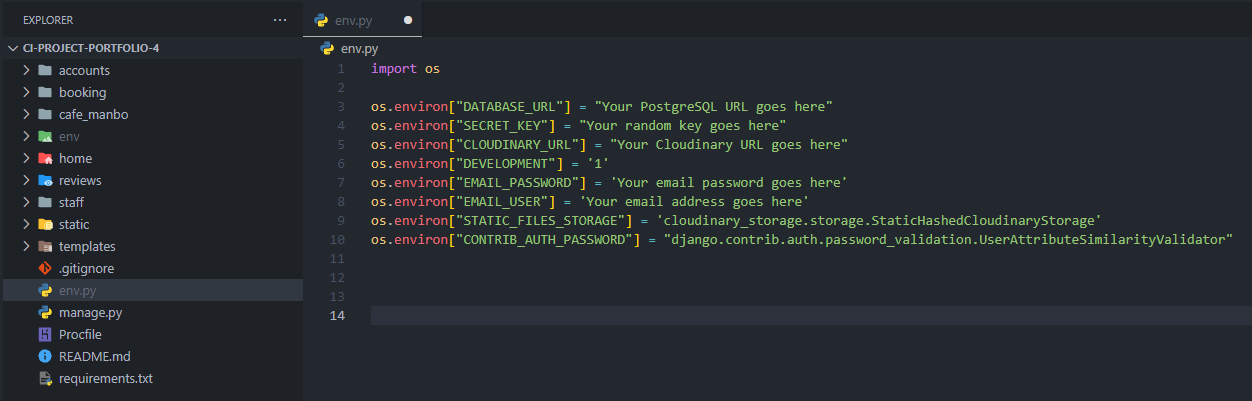 EXPLORER
CI-PROJECT-PORTFOLIO-4
accounts
booking
cafe_manbo
env
home
reviews
staff
static
templates
.gitignore
env.py
manage.py
Procfile
README.md
requirements.txt
env.py
env.py
1 import os
2
3 os.environ["DATABASE_URL"] = "Your PostgreSQL URL goes here"
4 os.environ["SECRET_KEY"] = "Your random key goes here"
5 os.environ["CLOUDINARY_URL"] = "Your Cloudinary URL goes here"
6 os.environ["DEVELOPMENT"] = '1'
7 os.environ["EMAIL_PASSWORD"] = 'Your email password goes here'
8 os.environ["EMAIL_USER"] = 'Your email address goes here'
9 os.environ["STATIC_FILES_STORAGE"] = 'cloudinary_storage.storage.StaticHashedCloudinaryStorage'
10 os.environ["CONTRIB_AUTH_PASSWORD"] = "django.contrib.auth.password_validation.UserAttributeSimilarityValidator"
11
12
13
14